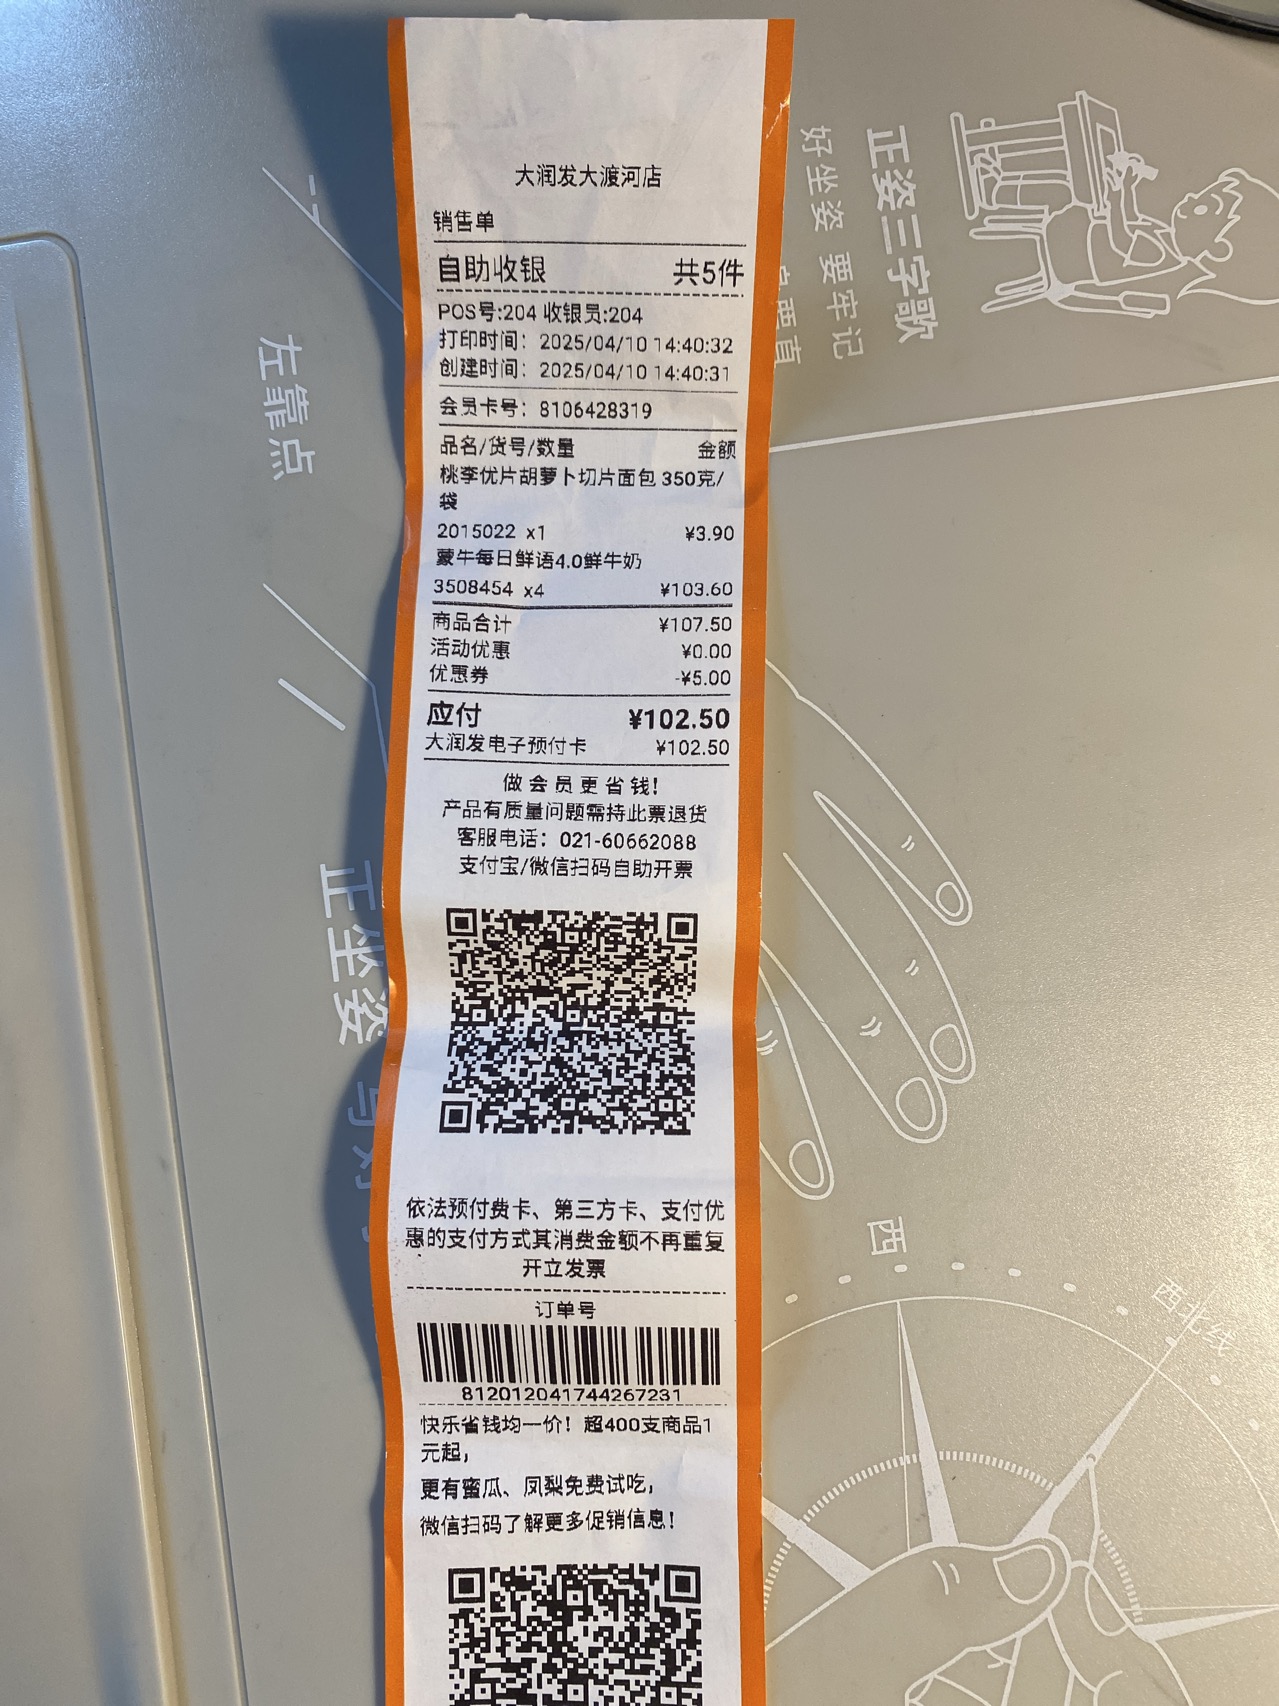 大润发大渡河店
销售单
自助收银 共5件
POS号:204 收银员:204
打印时间: 2025/04/10 14:40:32
创建时间: 2025/04/10 14:40:31
会员卡号: 8106428319
品名/货号/数量 金额
桃李优片胡萝卜切片面包 350克/
袋
2015022 x1 ¥3.90
蒙牛每日鲜语4.0鲜牛奶
3508454 x4 ¥103.60
商品合计 ¥107.50
活动优惠 ¥0.00
优惠券 -¥5.00
应付 ¥102.50
大润发电子预付卡 ¥102.50
做会员更省钱!
产品有质量问题需持此票退货
客服电话: 021-60662088
支付宝/微信扫码自助开票
依法预付费卡、第三方卡、支付优
惠的支付方式其消费金额不再重复
开立发票
订单号
812012041744267231
快乐省钱均一价! 超400支商品1
元起,
更有蜜瓜、凤梨免费试吃,
微信扫码了解更多促销信息!
正姿三字歌
好坐姿 要牢记
左靠点
正坐姿
西
西北线